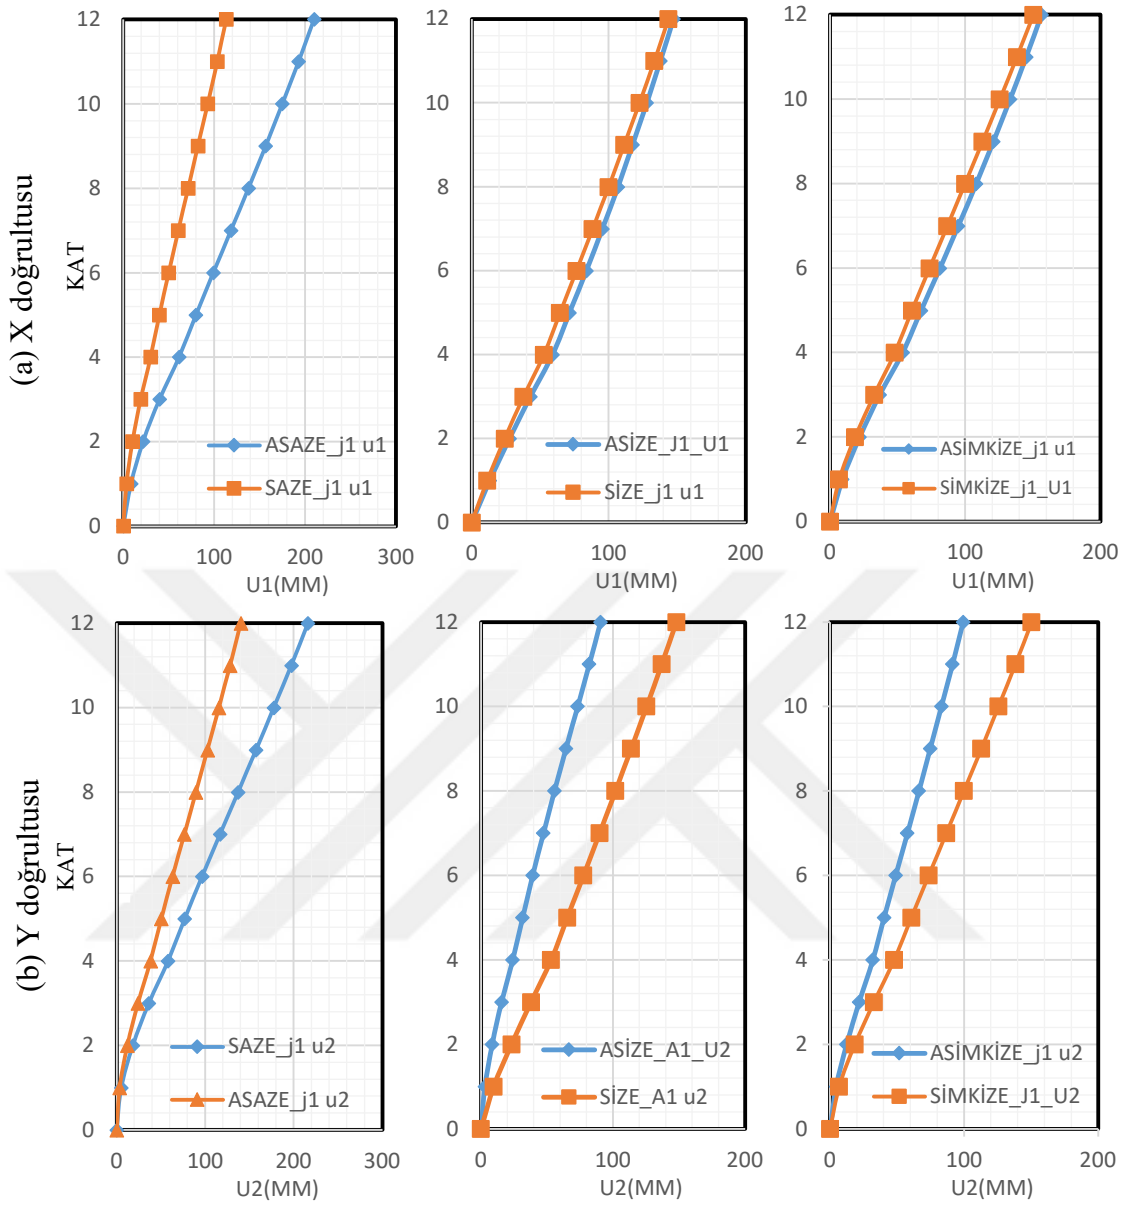 (a) X doğrultusu
KAT
12
10
8
6
4
2
0
ASAZE_j1 u1
SAZE_j1 u1
0 100 200 300
U1(MM)
12
10
8
6
4
2
0
ASİZE_J1_U1
SİZE_j1 u1
0 100 200
U1(MM)
12
10
8
6
4
2
0
ASİMKİZE_j1 u1
SİMKİZE_j1_U1
0 100 200
U1(MM)
(b) Y doğrultusu
KAT
12
10
8
6
4
2
0
SAZE_j1 u2
ASAZE_j1 u2
0 100 200 300
U2(MM)
12
10
8
6
4
2
0
ASİZE_A1_U2
SİZE_A1 u2
0 100 200
U2(MM)
12
10
8
6
4
2
0
ASİMKİZE_j1 u2
SİMKİZE_J1_U2
0 100 200
U2(MM)